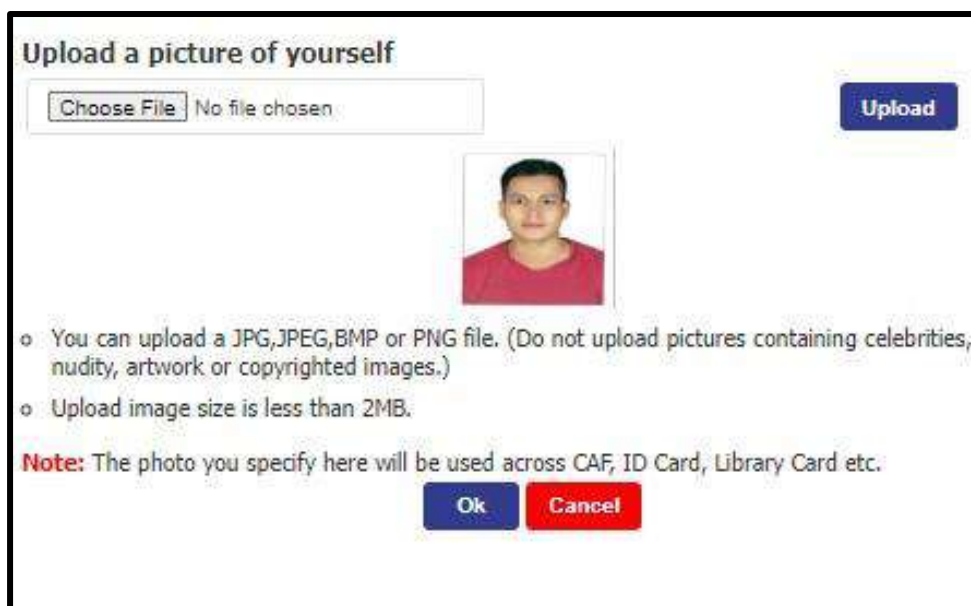 Upload a picture of yourself
Choose File No file chosen
Upload
o You can upload a JPG,JPEG,BMP or PNG file. (Do not upload pictures containing celebrities,
nudity, artwork or copyrighted images.)
o Upload image size is less than 2MB.
Note: The photo you specify here will be used across CAF, ID Card, Library Card etc.
Ok Cancel